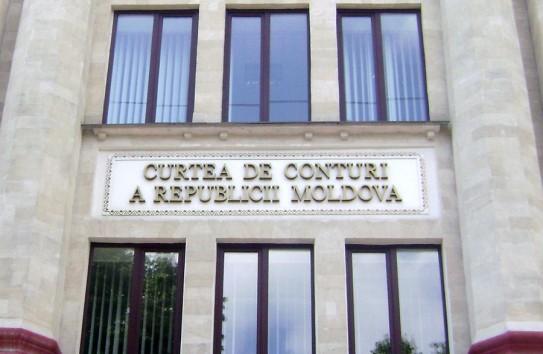 CURTEA DE CONTURI
A REPUBLICII MOLDOVA